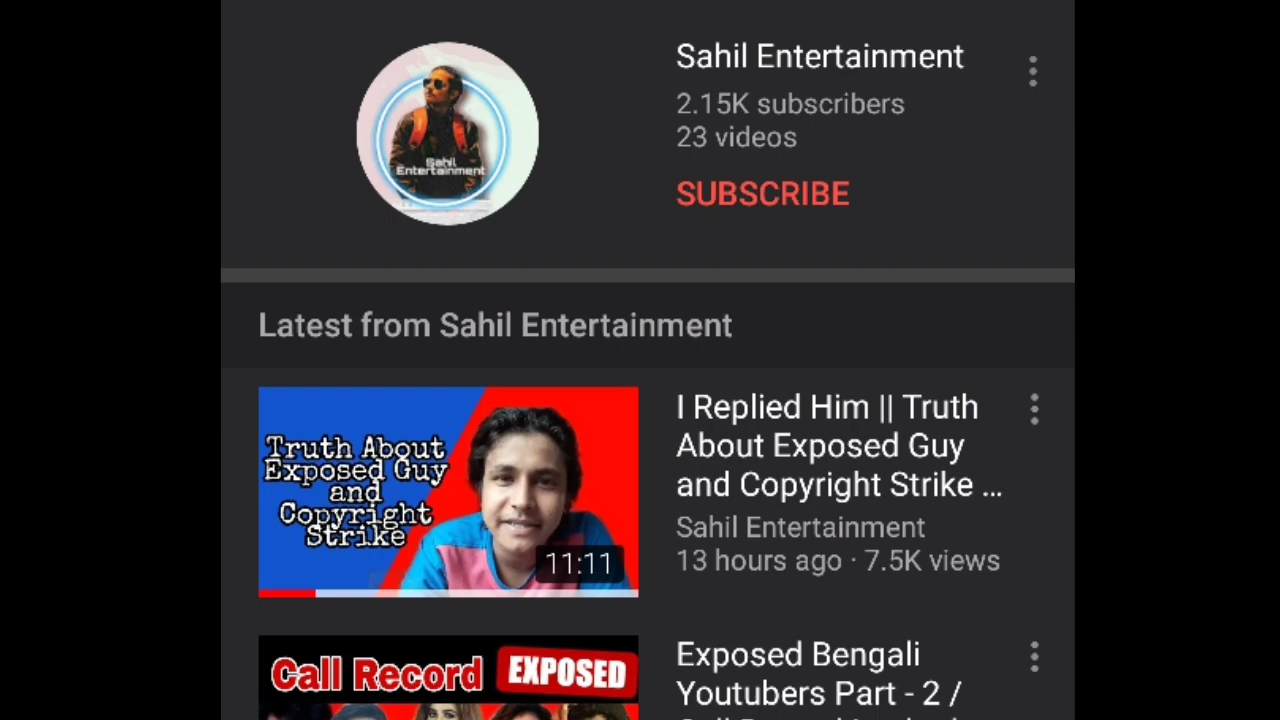 Sahil Entertainment
2.15K subscribers
23 videos
SUBSCRIBE
Sahil
Entertainment
Latest from Sahil Entertainment
Truth About
Exposed Guy
and
Copyright
Strike
11:11
I Replied Him || Truth
About Exposed Guy
and Copyright Strike ...
Sahil Entertainment
13 hours ago · 7.5K views
Call Record EXPOSED
Exposed Bengali
Youtubers Part - 2 /